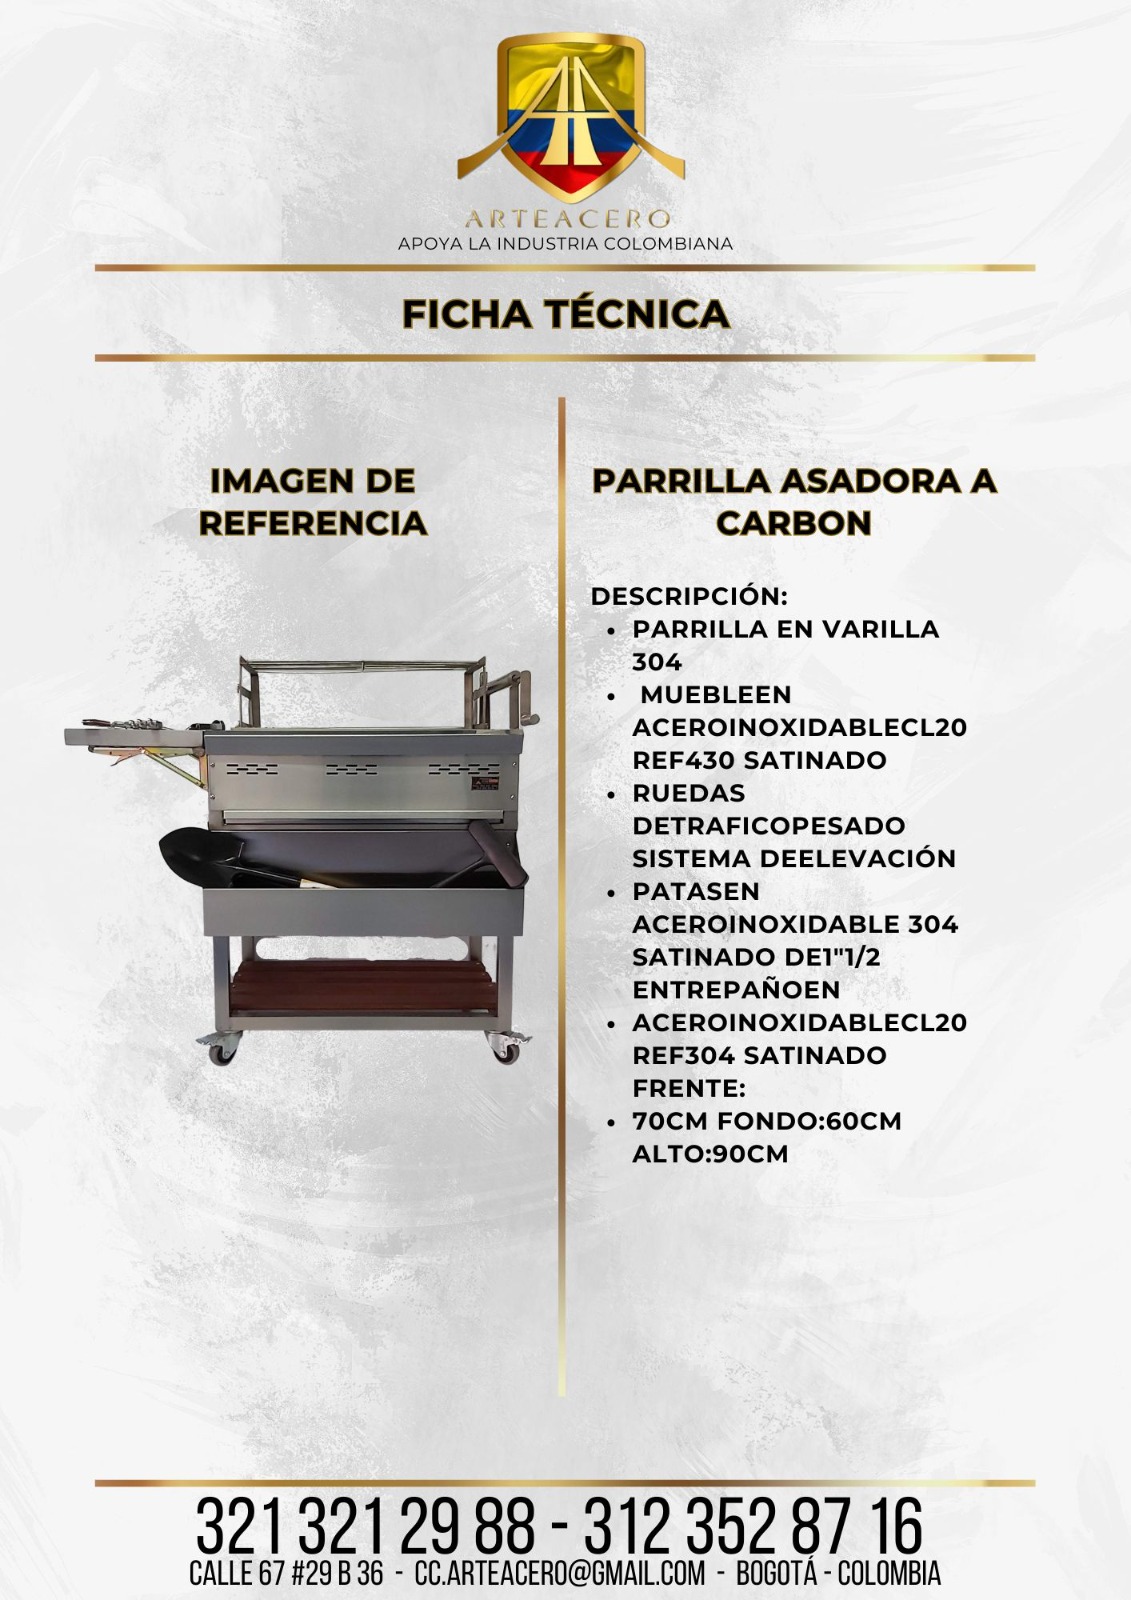 ARTEACERO
APOYA LA INDUSTRIA COLOMBIANA
FICHA TÉCNICA
IMAGEN DE
REFERENCIA
PARRILLA ASADORA A
CARBON
DESCRIPCIÓN:
• PARRILLA EN VARILLA
304
• MUEBLEEN
ACEROINOXIDABLECL20
REF430 SATINADO
• RUEDAS
DETRAFICOPESADO
SISTEMA DEELEVACIÓN
• PATASEN
ACEROINOXIDABLE 304
SATINADO DE1"1/2
ENTREPAÑOEN
• ACEROINOXIDABLECL20
REF304 SATINADO
FRENTE:
• 70CM FONDO:60CM
ALTO:90CM
321 321 29 88 - 312 352 87 16
CALLE 67 #29 B 36 - CC.ARTEACERO@GMAIL.COM - BOGOTÁ - COLOMBIA